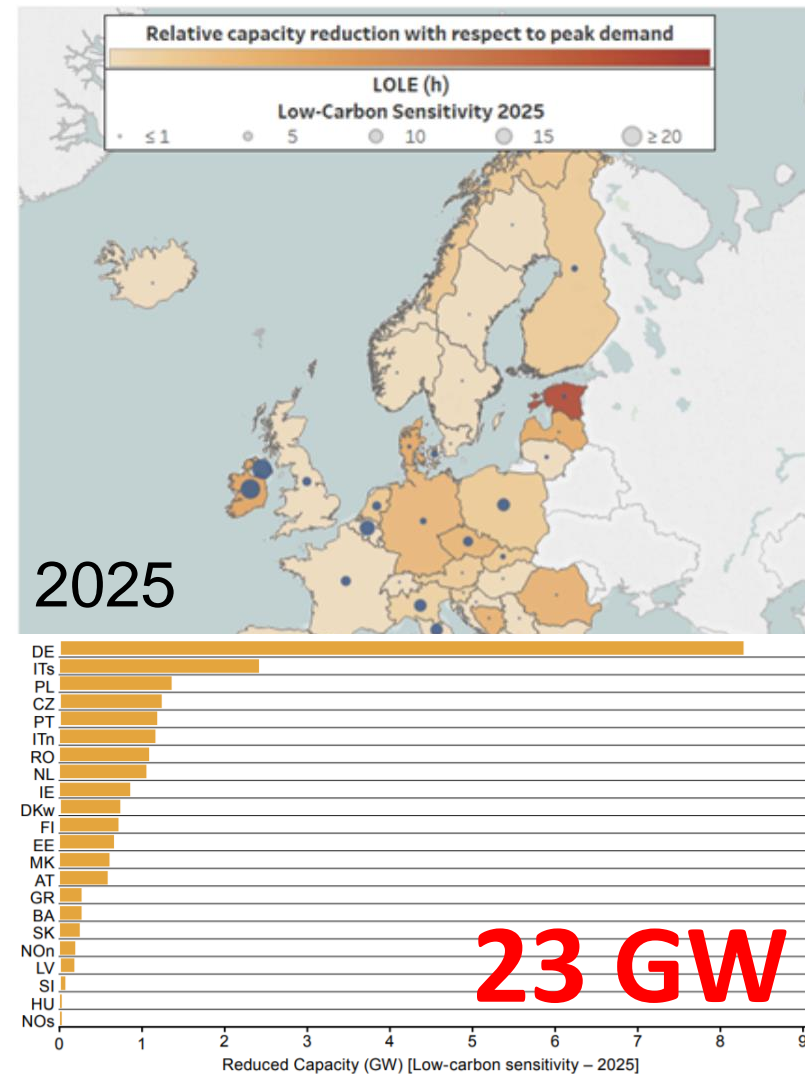 Relative capacity reduction with respect to peak demand
LOLE (h)
Low-Carbon Sensitivity 2025
≤ 1 5 10 15 ≥ 20
2025
DE
ITs
PL
CZ
PT
ITn
RO
NL
IE
DKw
FI
EE
MK
AT
GR
BA
SK
NOn
LV
SI
HU
NOs
23 GW
0 1 2 3 4 5 6 7 8 9
Reduced Capacity (GW) [Low-carbon sensitivity – 2025]